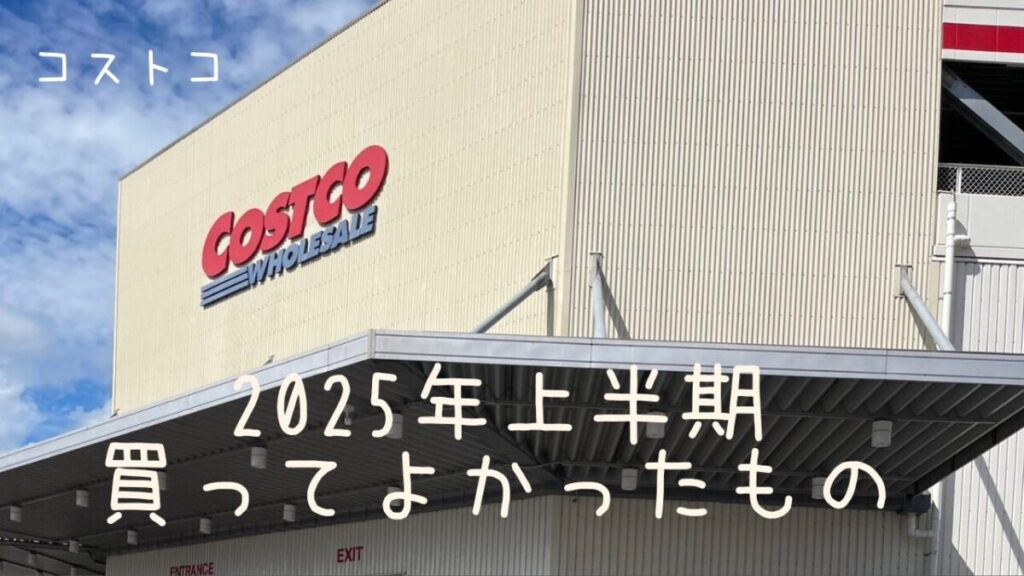 コストコ
COSTCO
WHOLESALE
2025年上半期
買ってよかったもの
EXIT
ENTRANCE